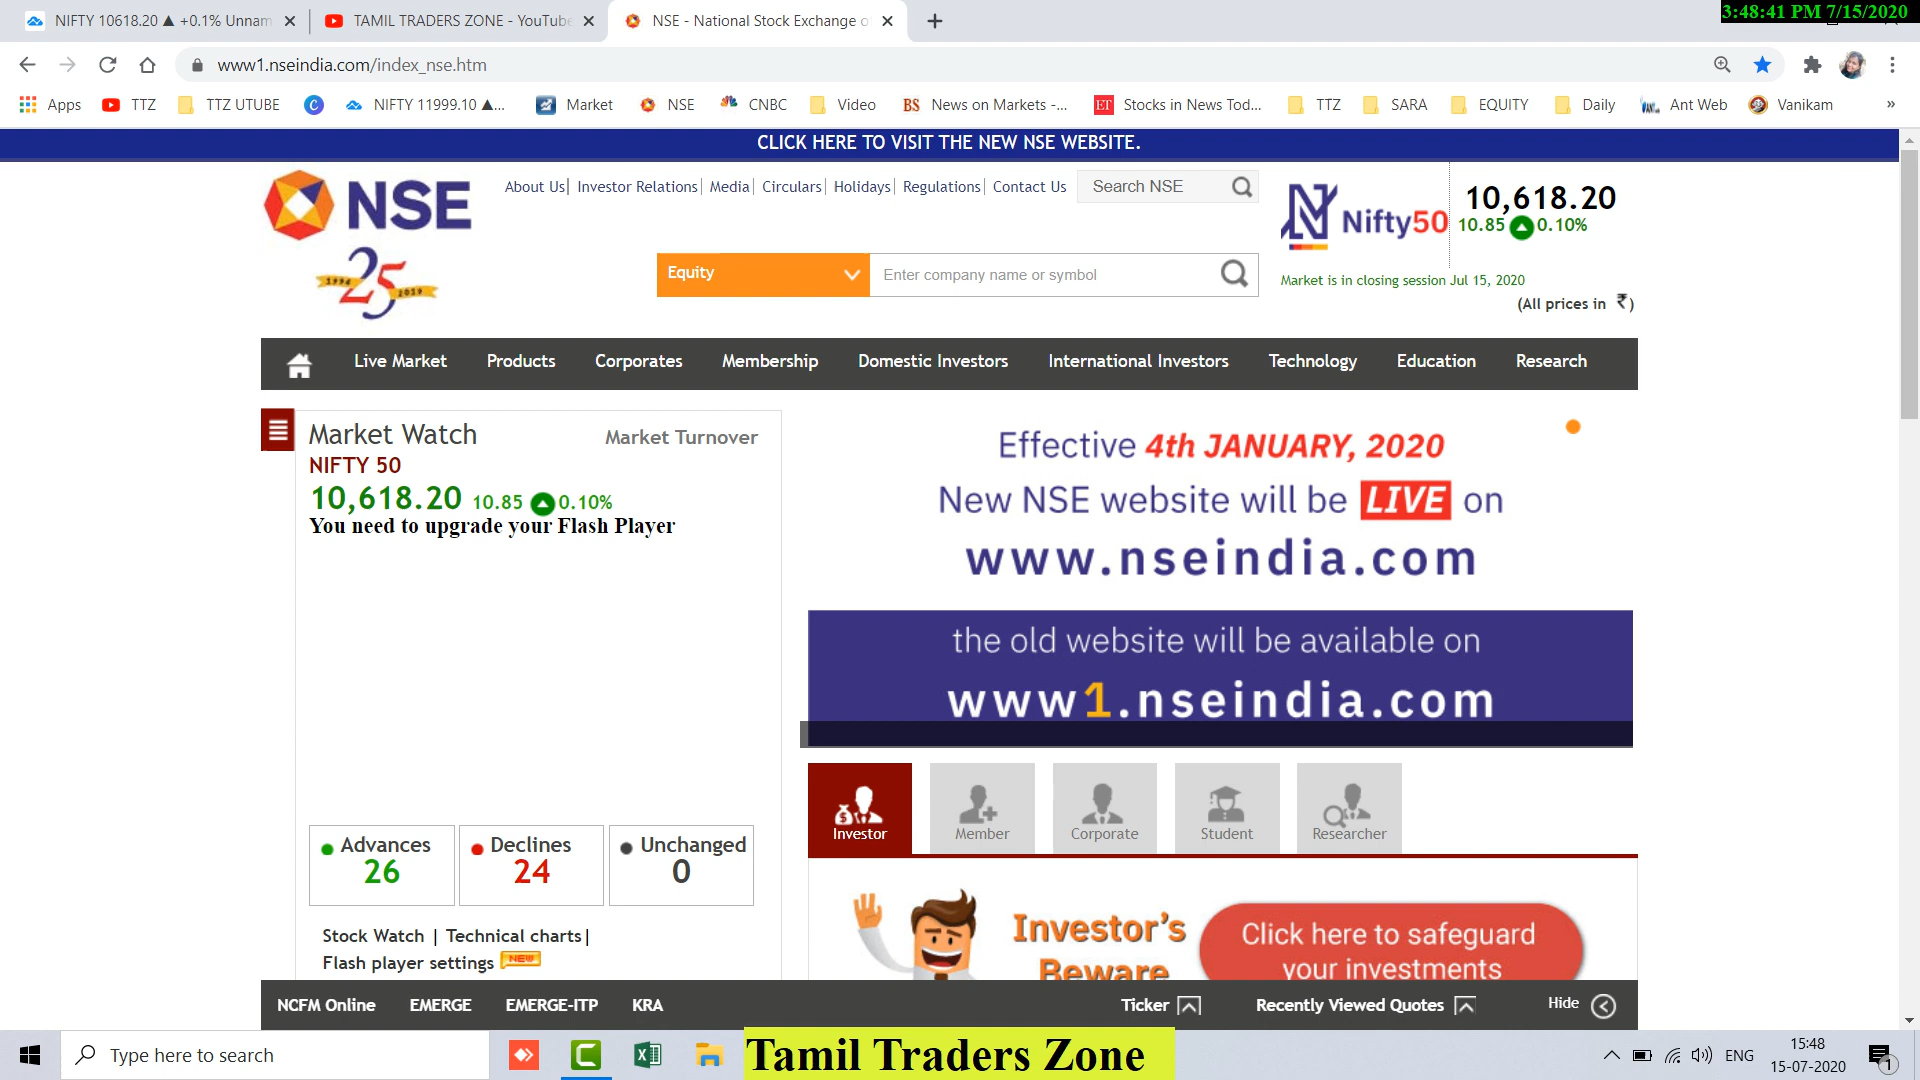 NIFTY 10618.20 ▲ +0.1% Unnam
TAMIL TRADERS ZONE - YouTube
NSE - National Stock Exchange o
3:48:41 PM 7/15/2020
www1.nseindia.com/index_nse.htm
Apps TTZ TTZ UTUBE NIFTY 11999.10 ▲... Market NSE CNBC Video BS News on Markets -... ET Stocks in News Tod... TTZ SARA EQUITY Daily Ant Web Vanikam »
CLICK HERE TO VISIT THE NEW NSE WEBSITE.
NSE
1994 25 2019
About Us| Investor Relations| Media| Circulars| Holidays| Regulations| Contact Us
Search NSE
Equity
Enter company name or symbol
Nifty50
10,618.20
10.85 0.10%
Market is in closing session Jul 15, 2020
(All prices in ₹)
Live Market Products Corporates Membership Domestic Investors International Investors Technology Education Research
Market Watch
Market Turnover
NIFTY 50
10,618.20 10.85 0.10%
You need to upgrade your Flash Player
Advances
26
Declines
24
Unchanged
0
Stock Watch | Technical charts|
Flash player settings NEW
Effective 4th JANUARY, 2020
New NSE website will be LIVE on
www.nseindia.com
the old website will be available on
www1.nseindia.com
Investor
Member
Corporate
Student
Researcher
Investor's
Beware
Click here to safeguard
your investments
NCFM Online EMERGE EMERGE-ITP KRA
Ticker Recently Viewed Quotes Hide
Type here to search
Tamil Traders Zone
ENG
15:48
15-07-2020
1